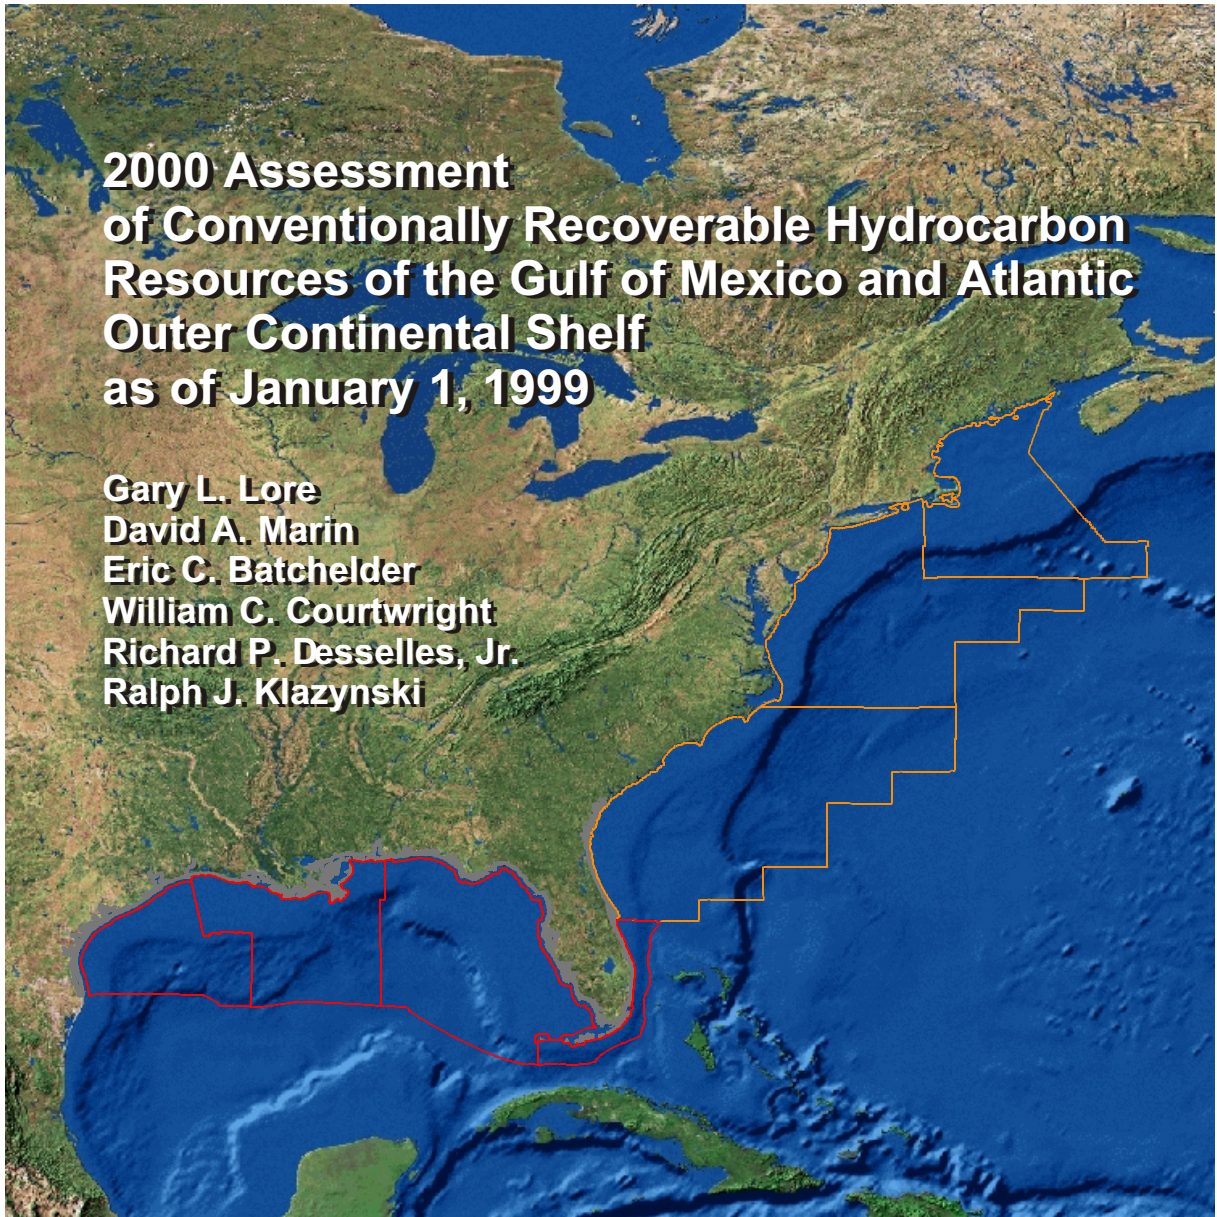 2000 Assessment
of Conventionally Recoverable Hydrocarbon
Resources of the Gulf of Mexico and Atlantic
Outer Continental Shelf
as of January 1, 1999
Gary L. Lore
David A. Marin
Eric C. Batchelder
William C. Courtwright
Richard P. Desselles, Jr.
Ralph J. Klazynski